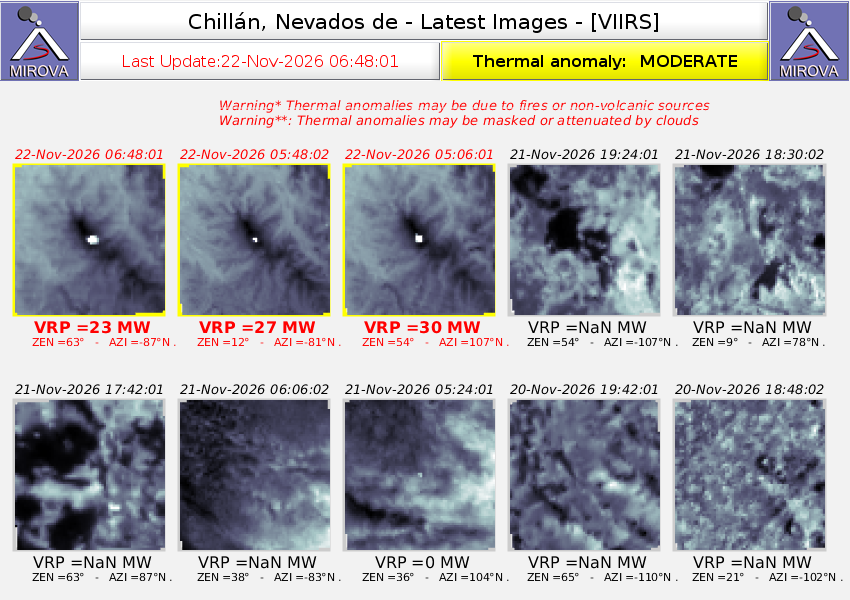 Chillán, Nevados de - Latest Images - [VIIRS]
MIROVA
Last Update:22-Nov-2026 06:48:01
Thermal anomaly: MODERATE
MIROVA
Warning* Thermal anomalies may be due to fires or non-volcanic sources
Warning**: Thermal anomalies may be masked or attenuated by clouds
22-Nov-2026 06:48:01 22-Nov-2026 05:48:02 22-Nov-2026 05:06:01 21-Nov-2026 19:24:01 21-Nov-2026 18:30:02
VRP =23 MW VRP =27 MW VRP =30 MW VRP =NaN MW VRP =NaN MW
ZEN =63° - AZI =-87°N . ZEN =12° - AZI =-81°N . ZEN =54° - AZI =107°N . ZEN =54° - AZI =-107°N . ZEN =9° - AZI =78°N .
21-Nov-2026 17:42:01 21-Nov-2026 06:06:02 21-Nov-2026 05:24:01 20-Nov-2026 19:42:01 20-Nov-2026 18:48:02
VRP =NaN MW VRP =NaN MW VRP =0 MW VRP =NaN MW VRP =NaN MW
ZEN =63° - AZI =87°N . ZEN =38° - AZI =-83°N . ZEN =36° - AZI =104°N . ZEN =65° - AZI =-110°N . ZEN =21° - AZI =-102°N .